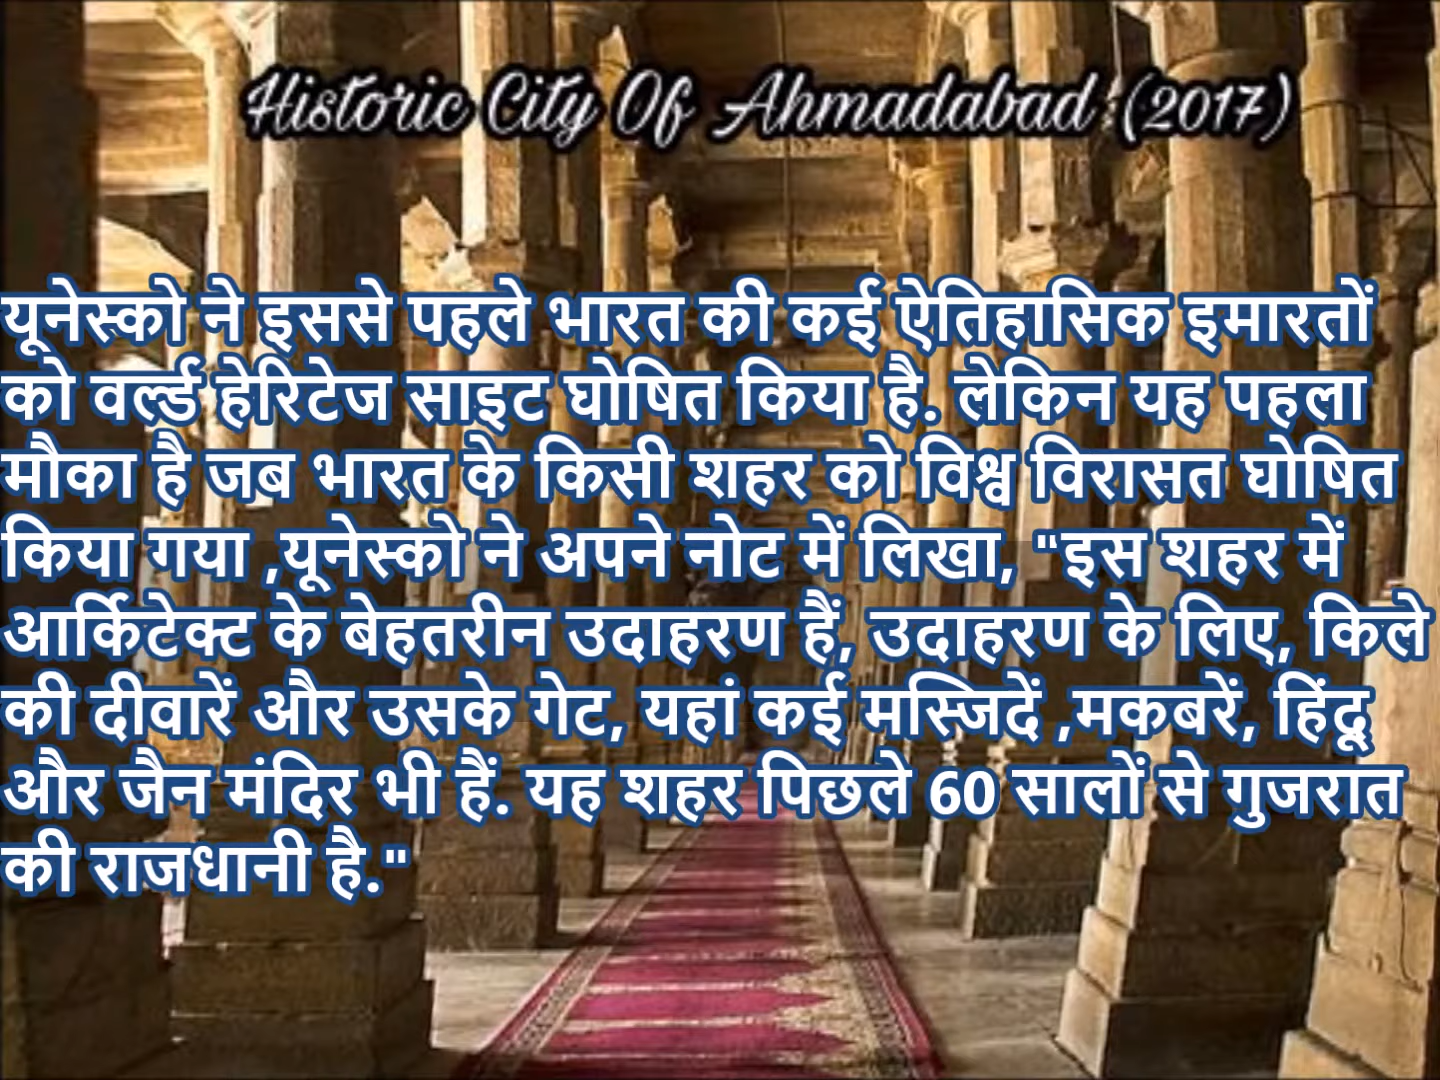 Historic City Of Ahmadabad (2017)
यूनेस्को ने इससे पहले भारत की कई ऐतिहासिक इमारतों
को वर्ल्ड हेरिटेज साइट घोषित किया है. लेकिन यह पहला
मौका है जब भारत के किसी शहर को विश्व विरासत घोषित
किया गया ,यूनेस्को ने अपने नोट में लिखा, "इस शहर में
आर्किटेक्ट के बेहतरीन उदाहरण हैं, उदाहरण के लिए, किले
की दीवारें और उसके गेट, यहां कई मस्जिदें ,मकबरें, हिंदू
और जैन मंदिर भी हैं. यह शहर पिछले 60 सालों से गुजरात
की राजधानी है."